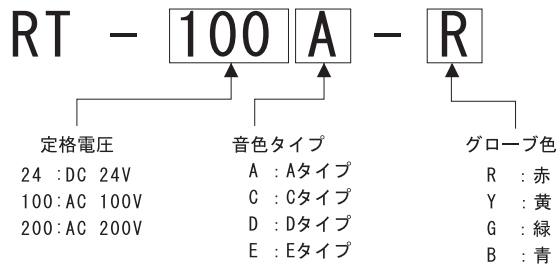 RT - 100 A - R
定格電圧
24 :DC 24V
100:AC 100V
200:AC 200V
音色タイプ
A : Aタイプ
C : Cタイプ
D : Dタイプ
E : Eタイプ
グローブ色
R : 赤
Y : 黄
G : 緑
B : 青